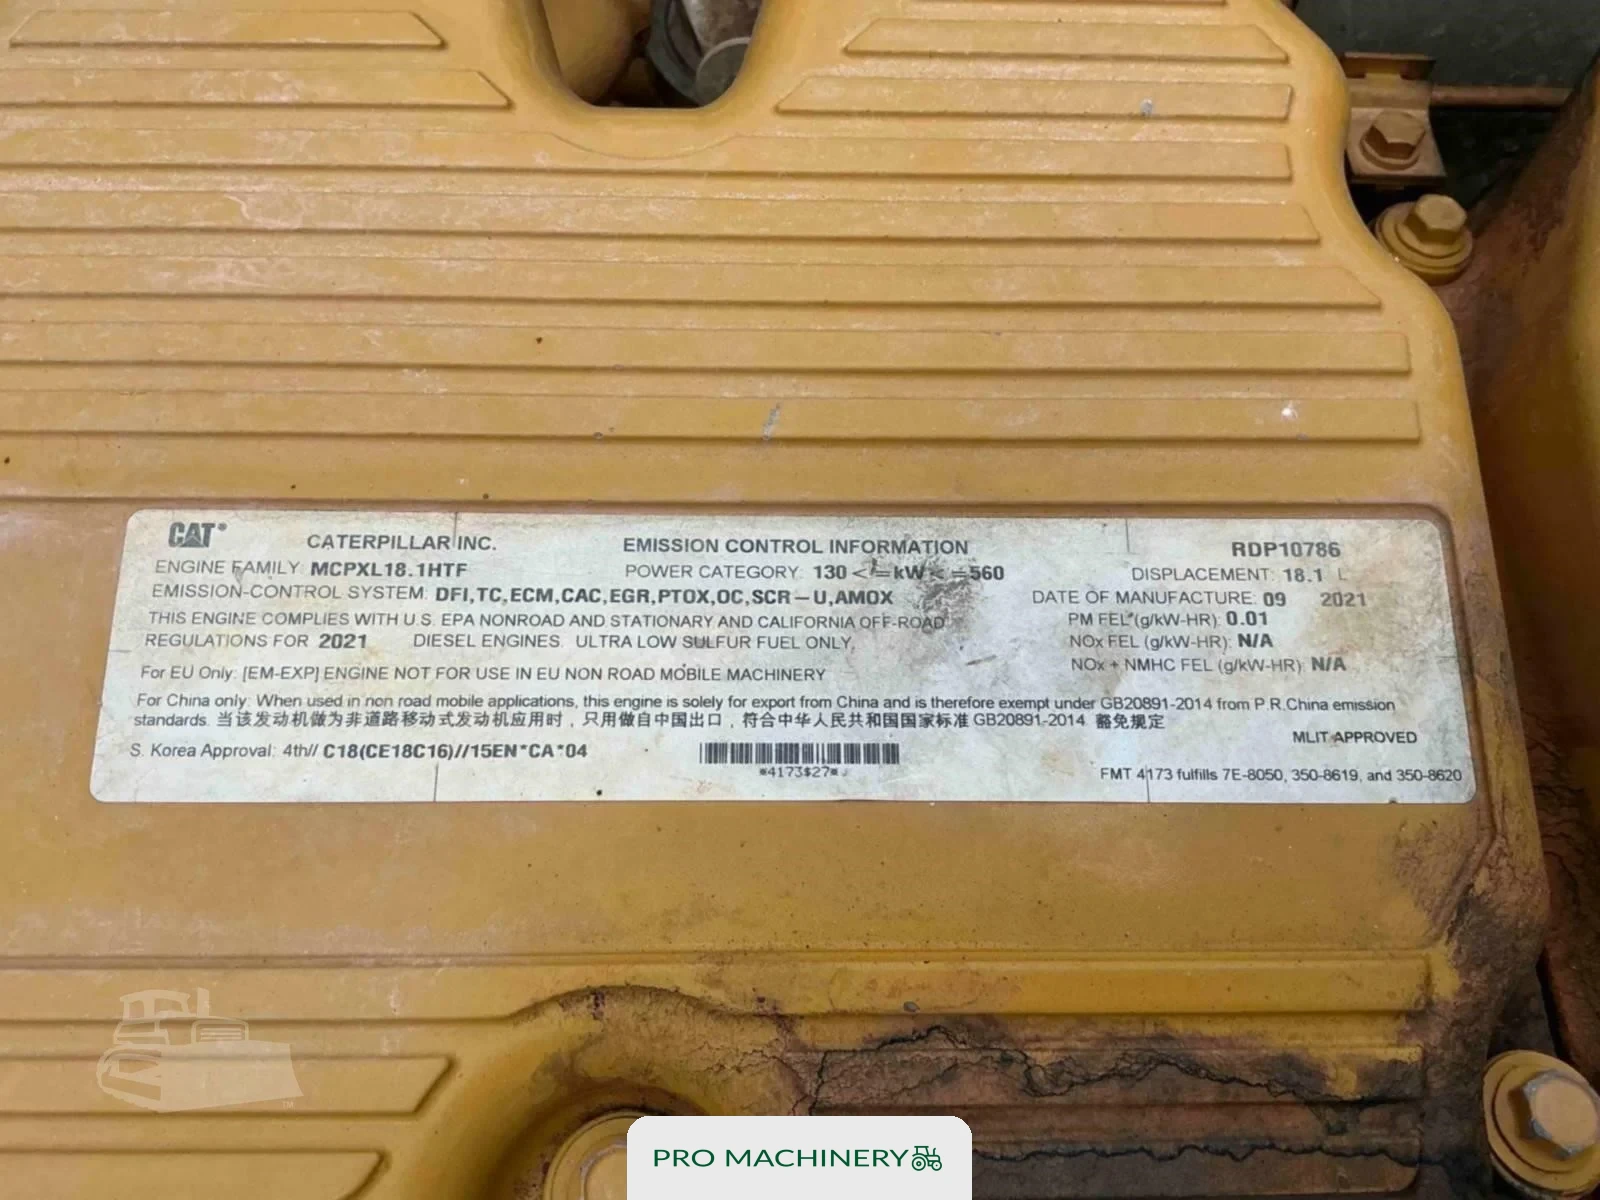 CAT® CATERPILLAR INC. EMISSION CONTROL INFORMATION RDP10786
ENGINE FAMILY: MCPXL18.1HTF POWER CATEGORY: 130 <=kW<=560 DISPLACEMENT: 18.1 L
EMISSION-CONTROL SYSTEM: DFI,TC,ECM,CAC,EGR,PTOX,OC,SCR-U,AMOX DATE OF MANUFACTURE: 09 2021
THIS ENGINE COMPLIES WITH U.S. EPA NONROAD AND STATIONARY AND CALIFORNIA OFF-ROAD PM FEL (g/kW-HR): 0.01
REGULATIONS FOR 2021 DIESEL ENGINES. ULTRA LOW SULFUR FUEL ONLY. NOx FEL (g/kW-HR): N/A
NOx + NMHC FEL (g/kW-HR): N/A
For EU Only: [EM-EXP] ENGINE NOT FOR USE IN EU NON ROAD MOBILE MACHINERY
For China only: When used in non road mobile applications, this engine is solely for export from China and is therefore exempt under GB20891-2014 from P.R.China emission
standards. 当该发动机做为非道路移动式发动机应用时，只用做自中国出口，符合中华人民共和国国家标准 GB20891-2014 豁免规定
MLIT APPROVED
S. Korea Approval: 4th// C18(CE18C16)//15EN*CA*04
*4173$27*J
FMT 4173 fulfills 7E-8050, 350-8619, and 350-8620
TM
PRO MACHINERY